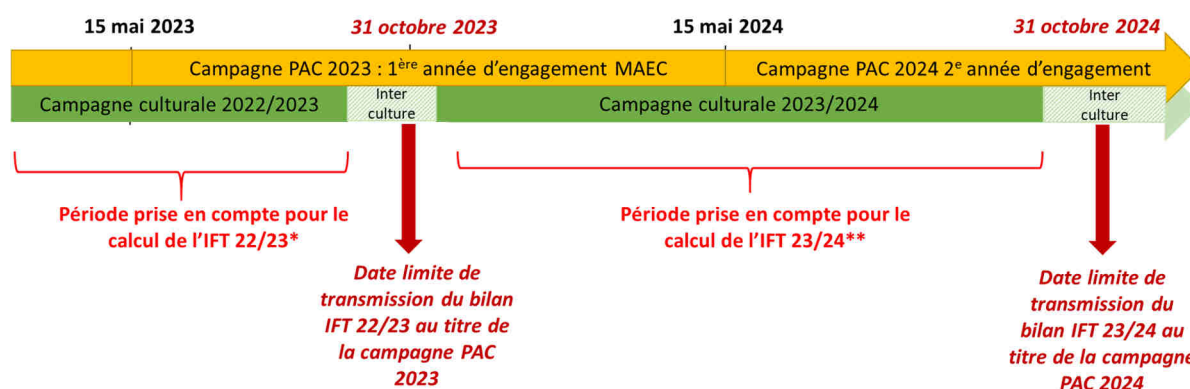 15 mai 2023
31 octobre 2023
15 mai 2024
31 octobre 2024
Campagne PAC 2023 : 1ère année d’engagement MAEC
Campagne PAC 2024 2e année d’engagement
Campagne culturale 2022/2023
Inter
culture
Campagne culturale 2023/2024
Inter
culture
Période prise en compte pour le
calcul de l’IFT 22/23*
Période prise en compte pour le
calcul de l’IFT 23/24**
Date limite de
transmission du bilan
IFT 22/23 au titre de
la campagne PAC
2023
Date limite de
transmission du
bilan IFT 23/24 au
titre de la campagne
PAC 2024